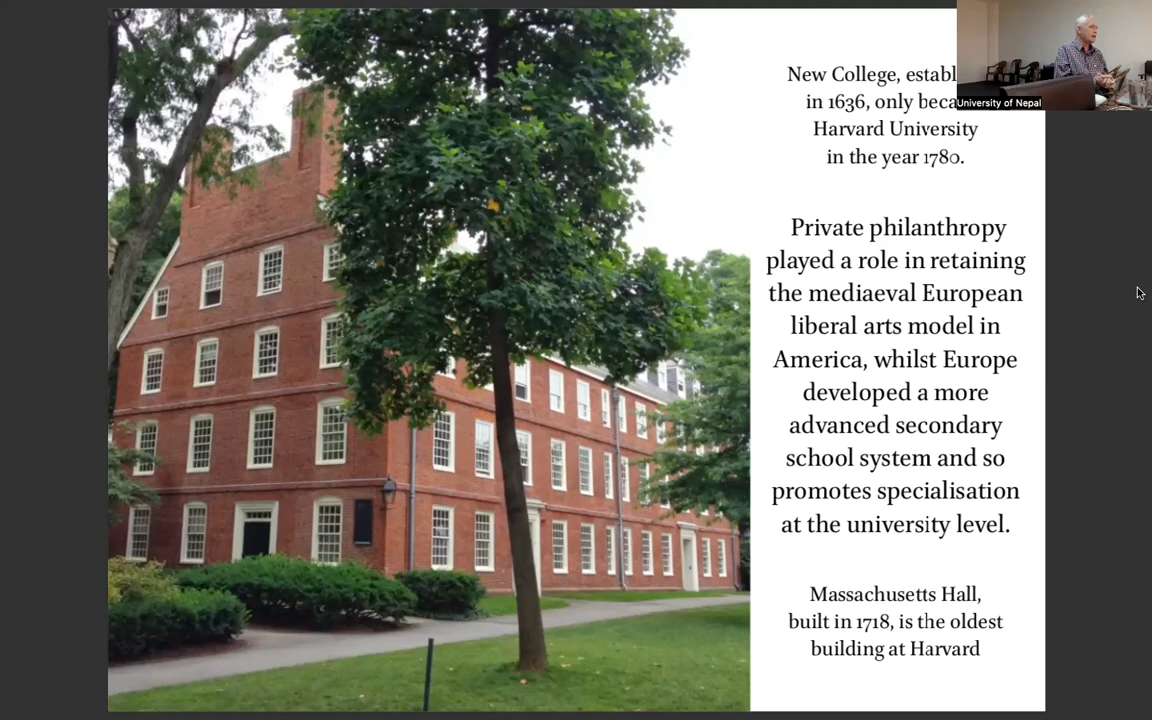 New College, establ
in 1636, only beca
Harvard University
in the year 1780.
University of Nepal
Private philanthropy
played a role in retaining
the mediaeval European
liberal arts model in
America, whilst Europe
developed a more
advanced secondary
school system and so
promotes specialisation
at the university level.
Massachusetts Hall,
built in 1718, is the oldest
building at Harvard